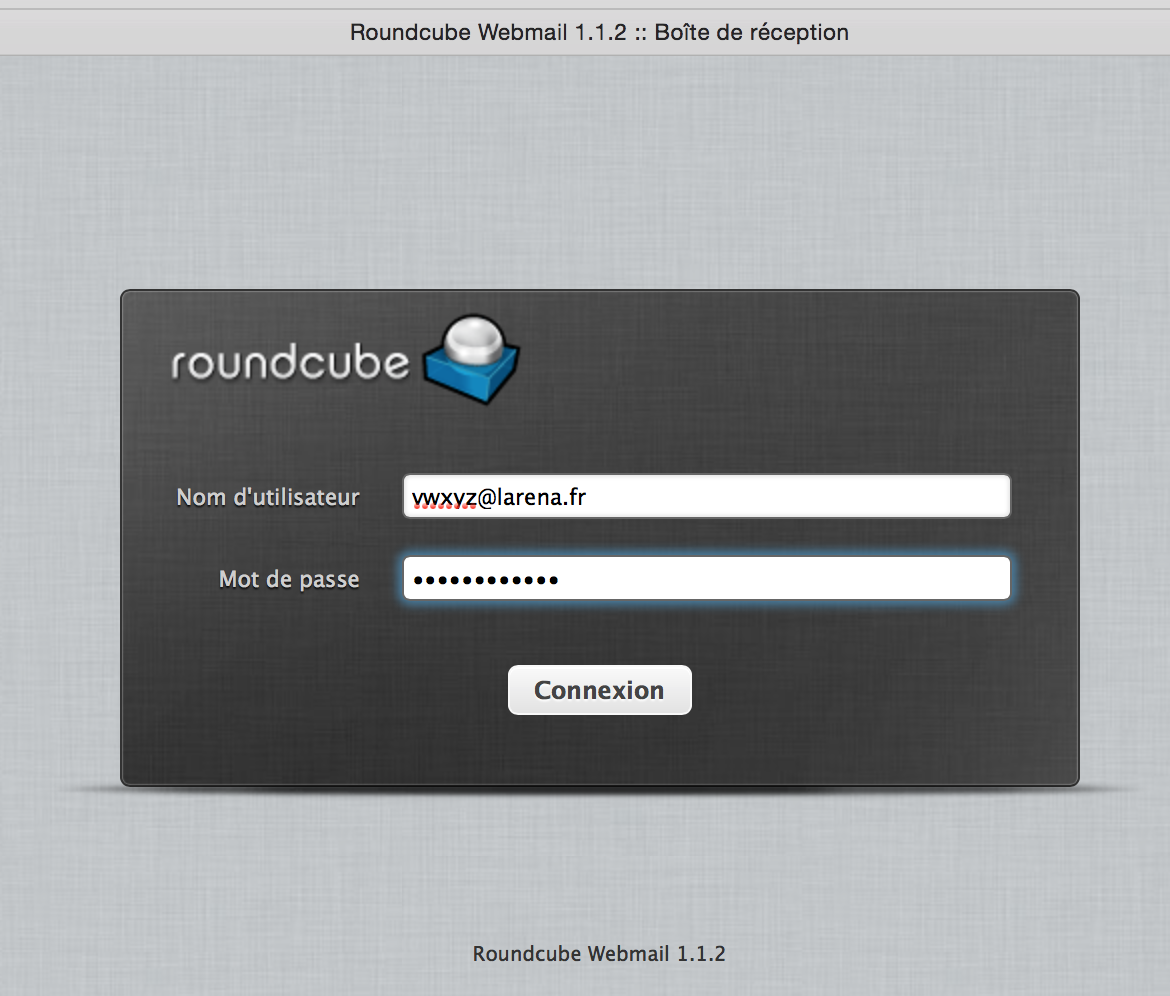 Roundcube Webmail 1.1.2 :: Boîte de réception
roundcube
Nom d'utilisateur
vwxyz@larena.fr
Mot de passe
••••••••••••
Connexion
Roundcube Webmail 1.1.2